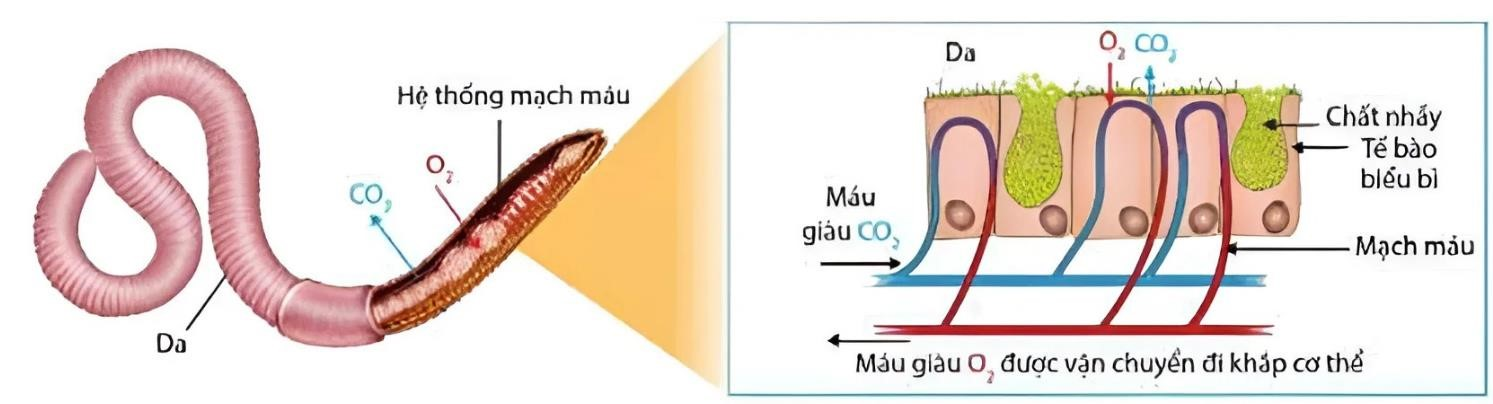 Hệ thống mạch máu
O₂
CO₂
Da
Da
O₂ CO₂
Chất nhầy
Tế bào
biểu bì
Máu
giàu CO₂
Mạch máu
Máu giàu O₂ được vận chuyển đi khắp cơ thể